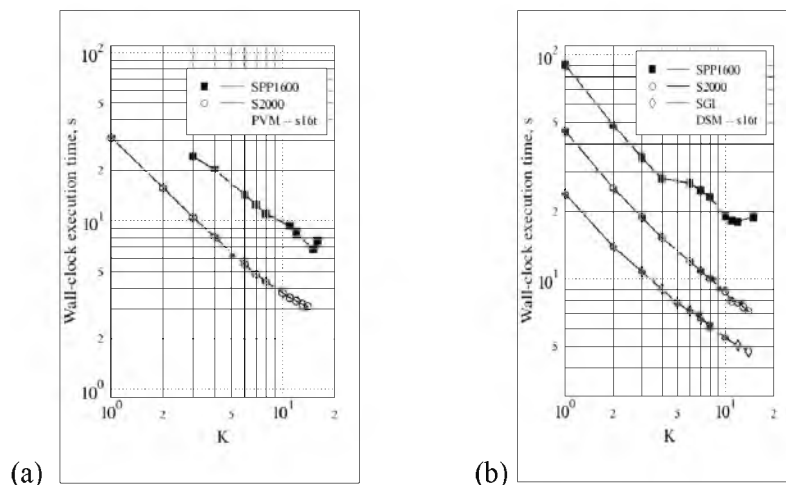 10²
5
2
10¹
5
2
10⁰
Wall-clock execution time, s
SPP1600
S2000
PVM – s16t
10⁰
2
5
10¹
2
K
(a)
10²
5
2
10¹
5
Wall-clock execution time, s
SPP1600
S2000
SGI
DSM – s16t
10⁰
2
5
10¹
2
K
(b)